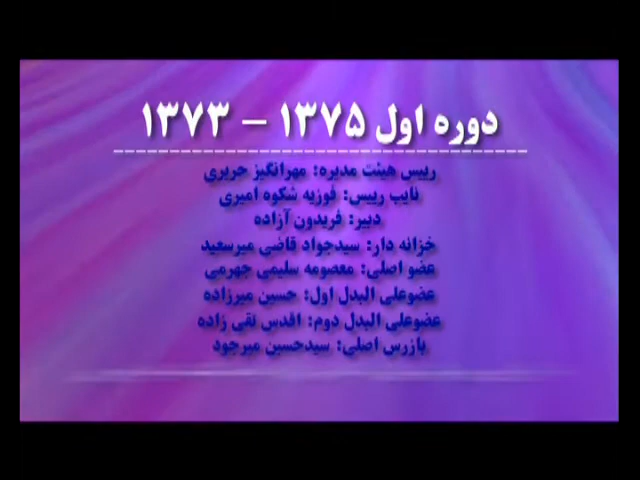 دوره اول ۱۳۷۵ - ۱۳۷۳
رییس هیئت مدیره: مهرانگیز حریری
نایب رییس: فوزیه شکوه امیری
دبیر: فریدون آزاده
خزانه دار: سیدجواد قاضی میرسعید
عضو اصلی: معصومه سلیمی جهرمی
عضوعلی البدل اول: حسین میرزاده
عضوعلی البدل دوم: اقدس تقی زاده
بازرس اصلی: سیدحسین میرجود